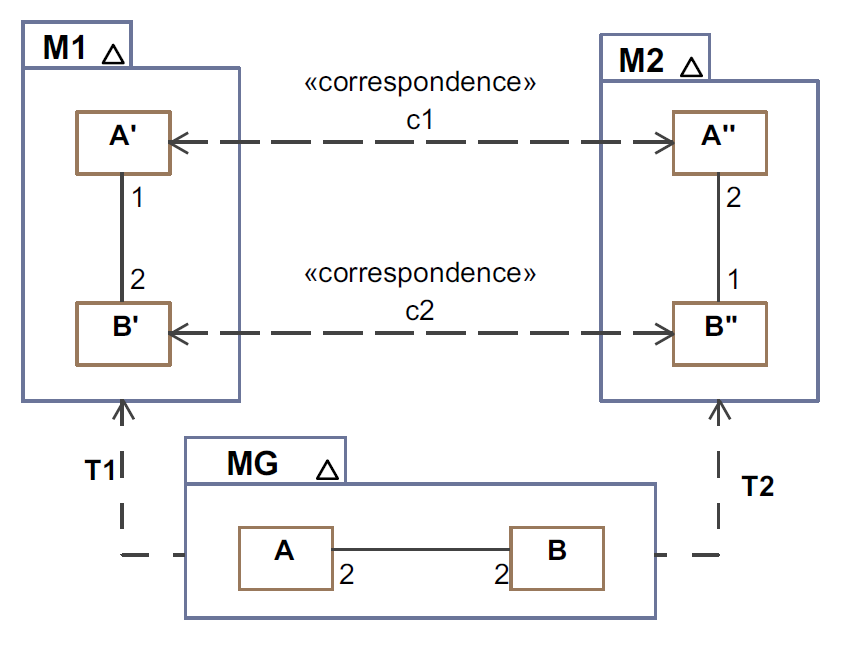 M1
M2
«correspondence»
c1
A'
A''
1
2
2
1
«correspondence»
c2
B'
B"
T1
MG
T2
A
B
2
2